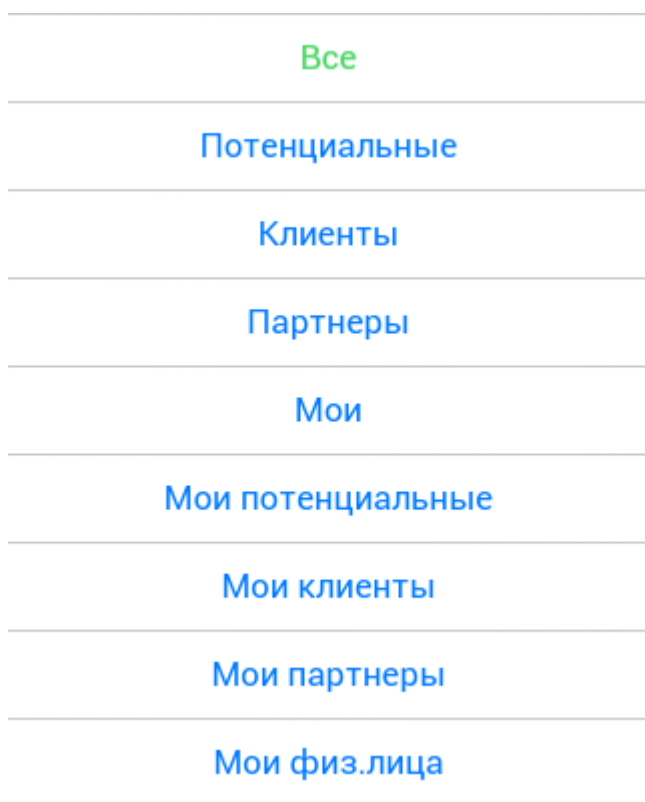 Все
Потенциальные
Клиенты
Партнеры
Мои
Мои потенциальные
Мои клиенты
Мои партнеры
Мои физ.лица